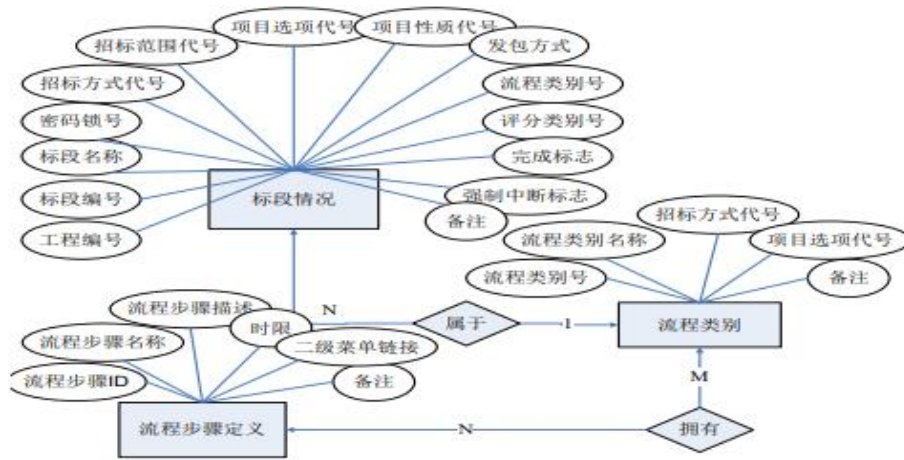 项目选项代号
项目性质代号
招标范围代号
发包方式
招标方式代号
流程类别号
密码锁号
评分类别号
标段名称
完成标志
标段编号
标段情况
强制中断标志
工程编号
备注
招标方式代号
流程类别名称
项目选项代号
流程类别号
备注
流程步骤描述
N
属于
1
流程类别
时限
流程步骤名称
二级菜单链接
流程步骤ID
备注
M
流程步骤定义
N
拥有